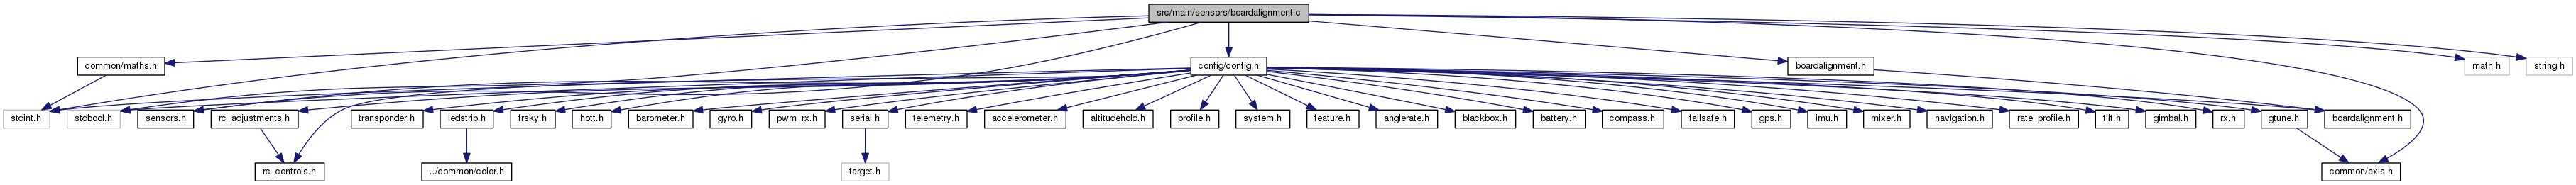 src/main/sensors/boardalignment.c
common/maths.h
config/config.h
boardalignment.h
math.h
string.h
stdint.h
stdbool.h
sensors.h
rc_adjustments.h
transponder.h
ledstrip.h
frsky.h
hott.h
barometer.h
gyro.h
pwm_rx.h
serial.h
telemetry.h
accelerometer.h
altitudehold.h
profile.h
system.h
feature.h
anglerate.h
blackbox.h
battery.h
compass.h
failsafe.h
gps.h
imu.h
mixer.h
navigation.h
rate_profile.h
tilt.h
gimbal.h
rx.h
gtune.h
boardalignment.h
rc_controls.h
../common/color.h
target.h
common/axis.h